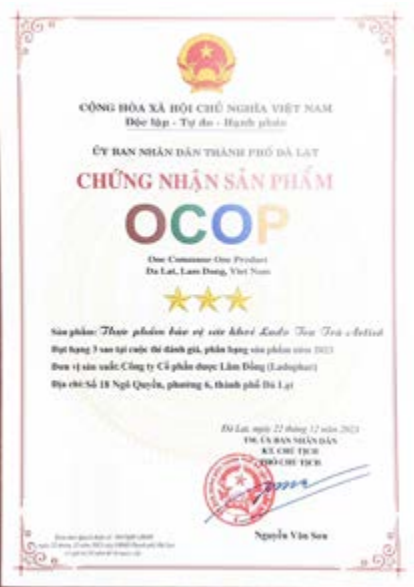 CỘNG HÒA XÃ HỘI CHỦ NGHĨA VIỆT NAM
Độc lập - Tự do - Hạnh phúc
ỦY BAN NHÂN DÂN THÀNH PHỐ ĐÀ LẠT
CHỨNG NHẬN SẢN PHẨM
OCOP
One Commune One Product
Da Lat, Lam Dong, Viet Nam
Sản phẩm: Thực phẩm bảo vệ sức khoẻ Lado Tea Trà Actisô
Đạt hạng 3 sao tại cuộc thi đánh giá, phân hạng sản phẩm năm 2023
Đơn vị sản xuất: Công ty Cổ phần dược Lâm Đồng (Ladophar)
Địa chỉ: Số 18 Ngô Quyền, phường 6, thành phố Đà Lạt
Đà Lạt, ngày 22 tháng 12 năm 2023
TM. ỦY BAN NHÂN DÂN
KT. CHỦ TỊCH
PHÓ CHỦ TỊCH
Nguyễn Văn Sơn